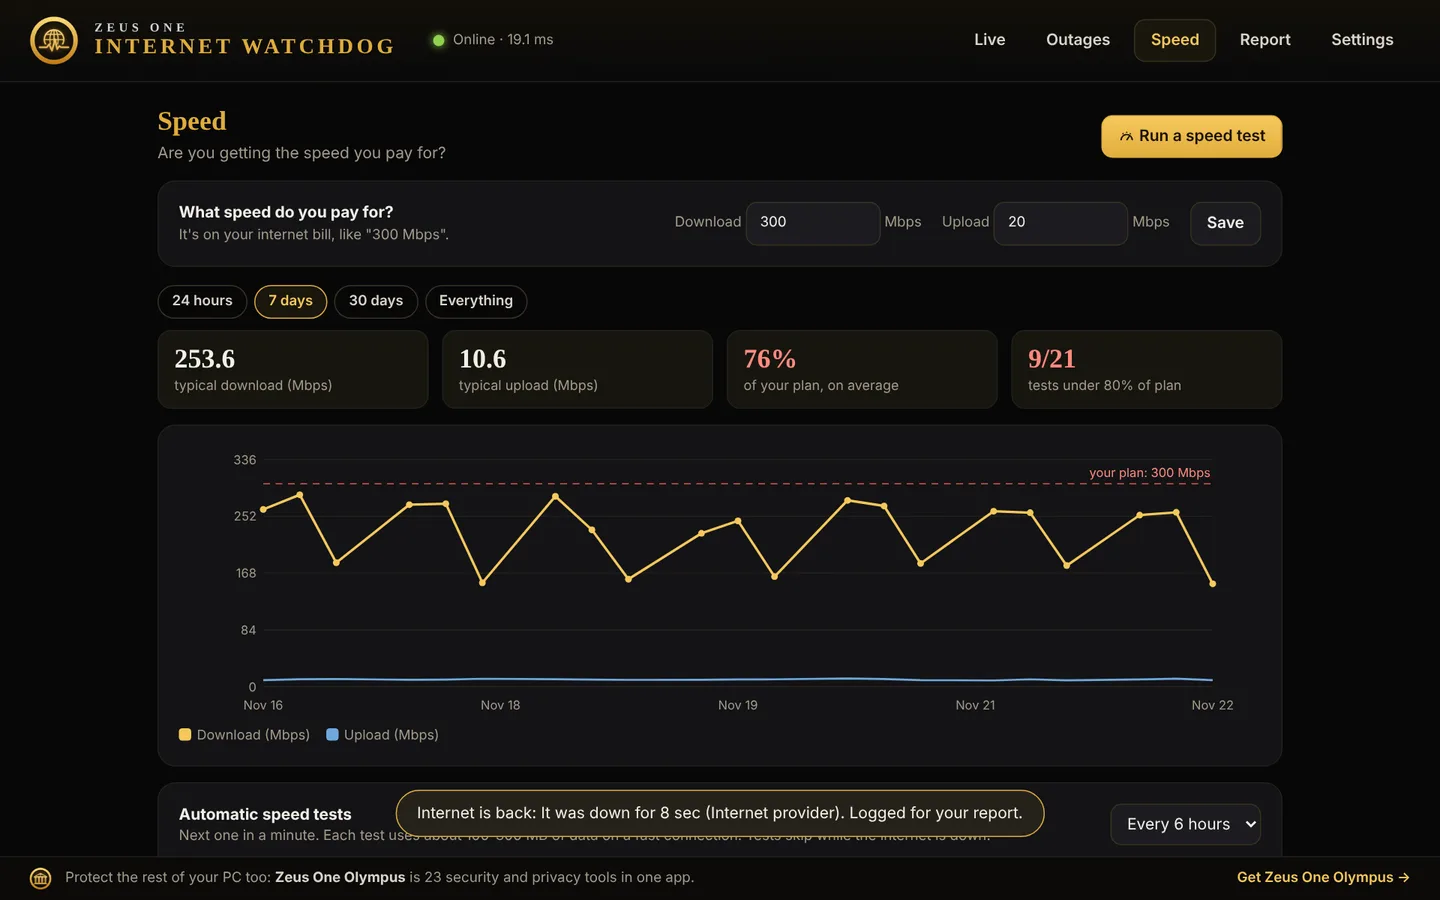 ZEUS ONE
INTERNET WATCHDOG
Online · 19.1 ms
Live
Outages
Speed
Report
Settings
Speed
Are you getting the speed you pay for?
Run a speed test
What speed do you pay for?
It's on your internet bill, like "300 Mbps".
Download 300 Mbps Upload 20 Mbps Save
24 hours
7 days
30 days
Everything
253.6
typical download (Mbps)
10.6
typical upload (Mbps)
76%
of your plan, on average
9/21
tests under 80% of plan
336
252
168
84
0
your plan: 300 Mbps
Nov 16
Nov 18
Nov 19
Nov 21
Nov 22
Download (Mbps)
Upload (Mbps)
Automatic speed tests
Next one in a minute. Each test uses
Internet is back: It was down for 8 sec (Internet provider). Logged for your report.
Every 6 hours
Protect the rest of your PC too: Zeus One Olympus is 23 security and privacy tools in one app.
Get Zeus One Olympus →